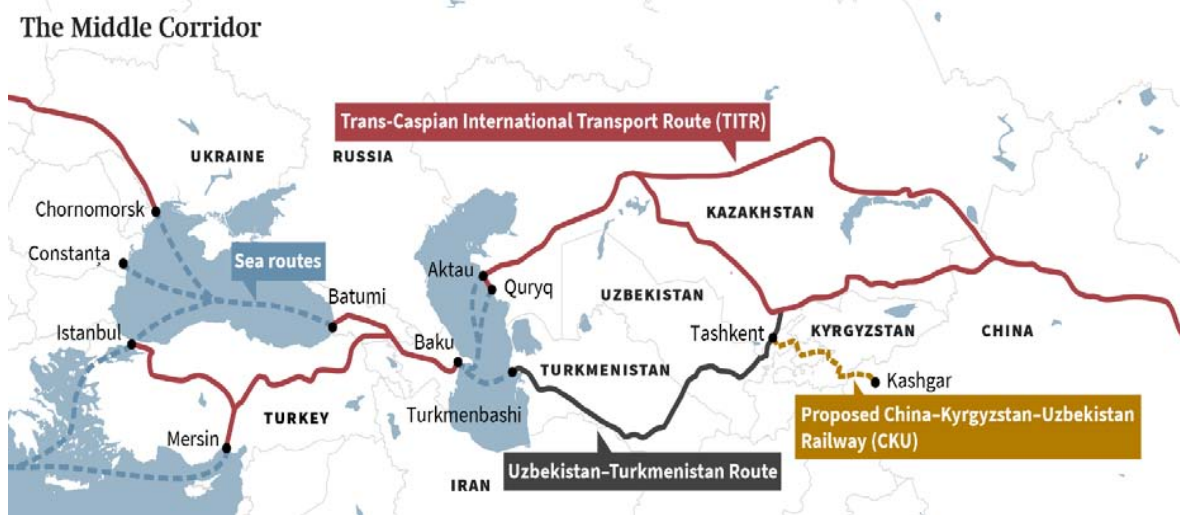 The Middle Corridor
Trans-Caspian International Transport Route (TITR)
UKRAINE
RUSSIA
Chornomorsk
KAZAKHSTAN
Constanța
Sea routes
Aktau
Quryq
Batumi
UZBEKISTAN
Istanbul
Baku
Tashkent
KYRGYZSTAN
CHINA
TURKMENISTAN
Kashgar
TURKEY
Turkmenbashi
Proposed China–Kyrgyzstan–Uzbekistan
Railway (CKU)
Mersin
Uzbekistan–Turkmenistan Route
IRAN